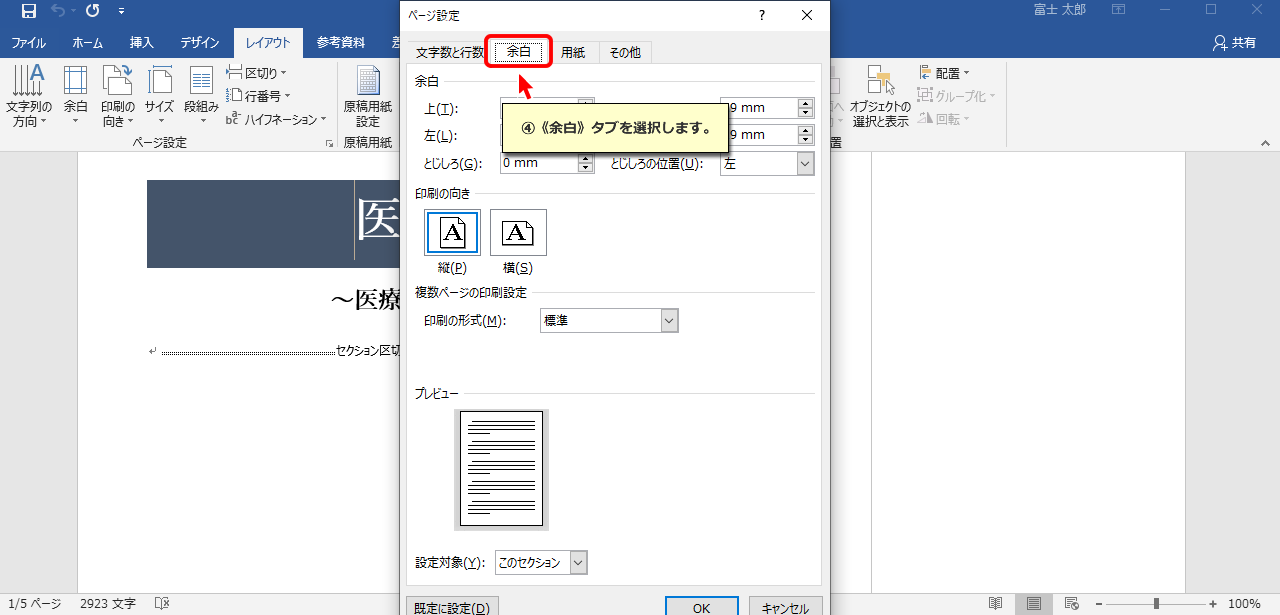 ページ設定
?
富士 太郎
ファイル ホーム 挿入 デザイン レイアウト 参考資料 差
共有
文字数と行数 余白 用紙 その他
文字列の方向
余白
印刷の向き
サイズ
段組み
区切り
行番号
ハイフネーション
ページ設定
原稿用紙設定
原稿用紙
オブジェクトの選択と表示
配置
グループ化
回転
置
余白
上(T):
9 mm
左(L):
9 mm
④《余白》タブを選択します。
とじしろ(G): 0 mm とじしろの位置(U): 左
印刷の向き
A A
縦(P) 横(S)
複数ページの印刷設定
印刷の形式(M): 標準
プレビュー
設定対象(Y): このセクション
既定に設定(D) OK キャンセル
医
～医療
セクション区切
1/5 ページ 2923 文字
100%